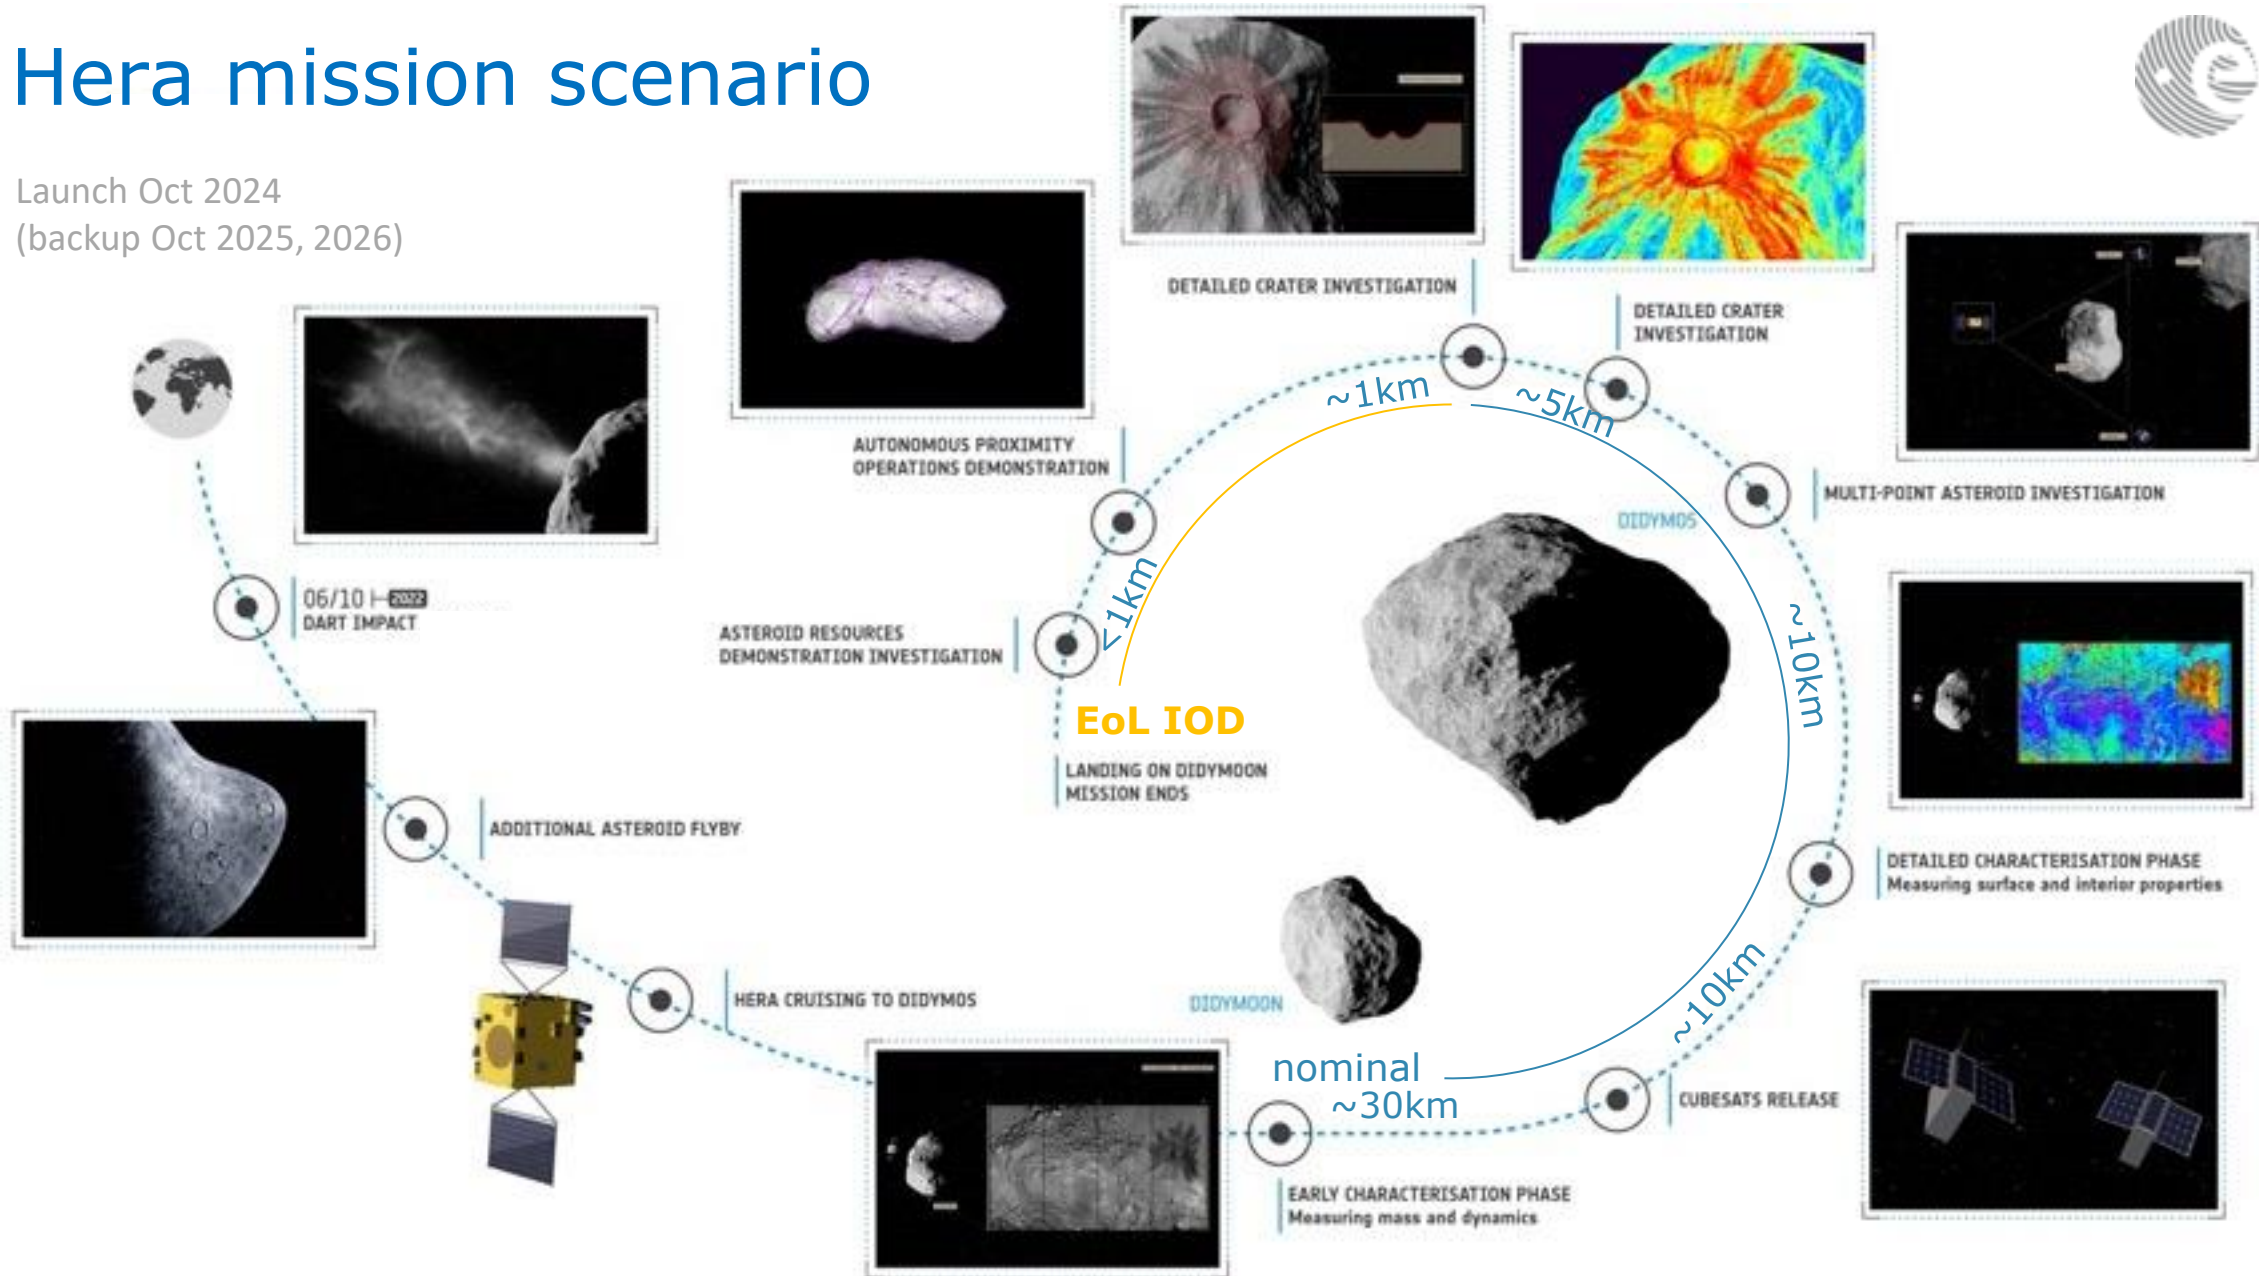 Hera mission scenario
Launch Oct 2024
(backup Oct 2025, 2026)
06/10 2022
DART IMPACT
ADDITIONAL ASTEROID FLYBY
HERA CRUISING TO DIDYMOS
EARLY CHARACTERISATION PHASE
Measuring mass and dynamics
nominal
~30km
CUBESATS RELEASE
~10km
DETAILED CHARACTERISATION PHASE
Measuring surface and interior properties
~10km
MULTI-POINT ASTEROID INVESTIGATION
DETAILED CRATER
INVESTIGATION
~5km
DETAILED CRATER INVESTIGATION
~1km
AUTONOMOUS PROXIMITY
OPERATIONS DEMONSTRATION
<1km
ASTEROID RESOURCES
DEMONSTRATION INVESTIGATION
EoL IOD
LANDING ON DIDYMOON
MISSION ENDS
DIDYMOS
DIDYMOON